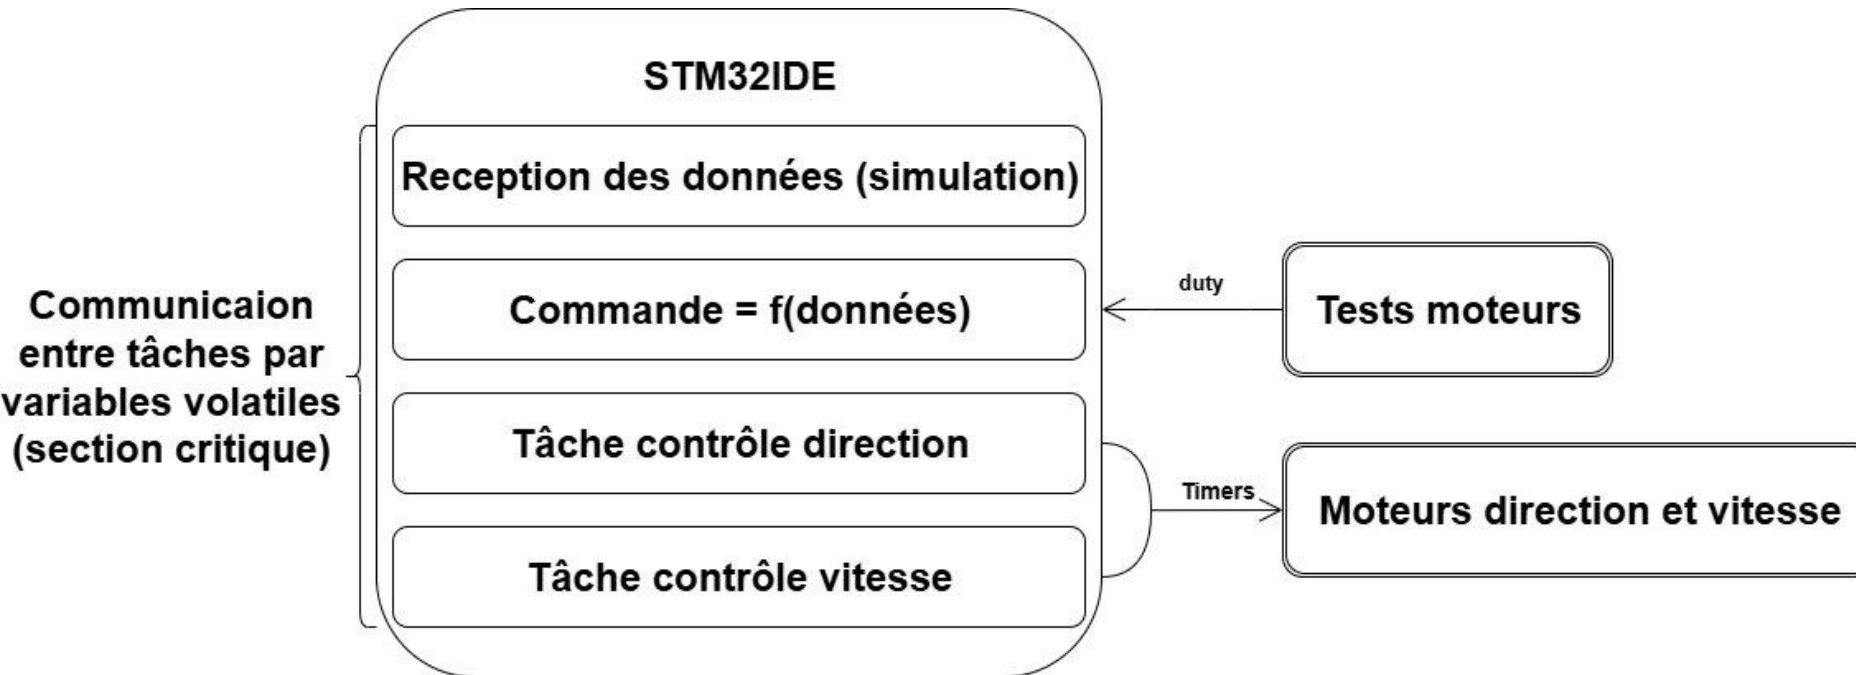 STM32IDE
Reception des données (simulation)
Communicaion
entre tâches par
variables volatiles
(section critique)
Commande = f(données)
duty
Tests moteurs
Tâche contrôle direction
Timers
Moteurs direction et vitesse
Tâche contrôle vitesse